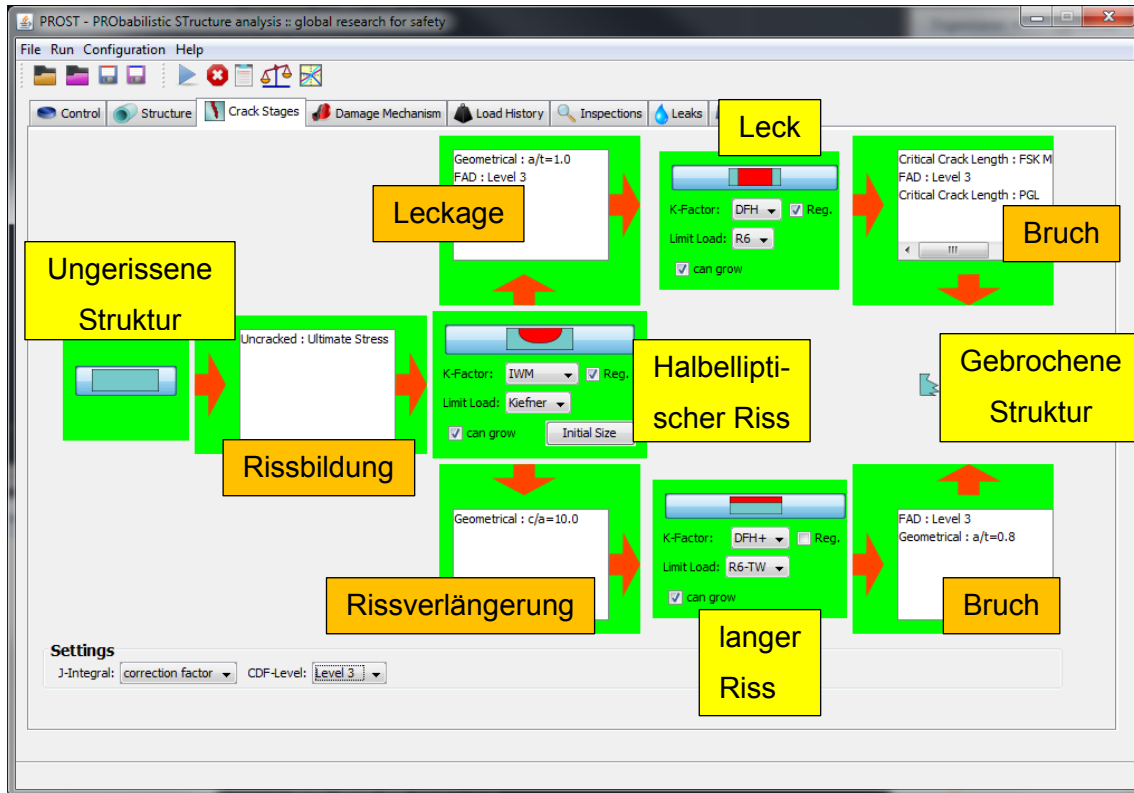 PROST - PRObabilistic STructure analysis :: global research for safety
File Run Configuration Help
Control Structure Crack Stages Damage Mechanism Load History Inspections Leaks
Leck
Geometrical : a/t=1.0
FAD : Level 3
Leckage
K-Factor: DFH Reg.
Limit Load: R6
can grow
Critical Crack Length : FSK M
FAD : Level 3
Critical Crack Length : PGL
Bruch
Ungerissene
Struktur
Uncracked : Ultimate Stress
Rissbildung
K-Factor: IWM Reg.
Limit Load: Kiefner
can grow Initial Size
Halbellipti-
scher Riss
Gebrochene
Struktur
Geometrical : c/a=10.0
Rissverlängerung
K-Factor: DFH+ Reg.
Limit Load: R6-TW
can grow
langer
Riss
FAD : Level 3
Geometrical : a/t=0.8
Bruch
Settings
J-Integral: correction factor CDF-Level: Level 3